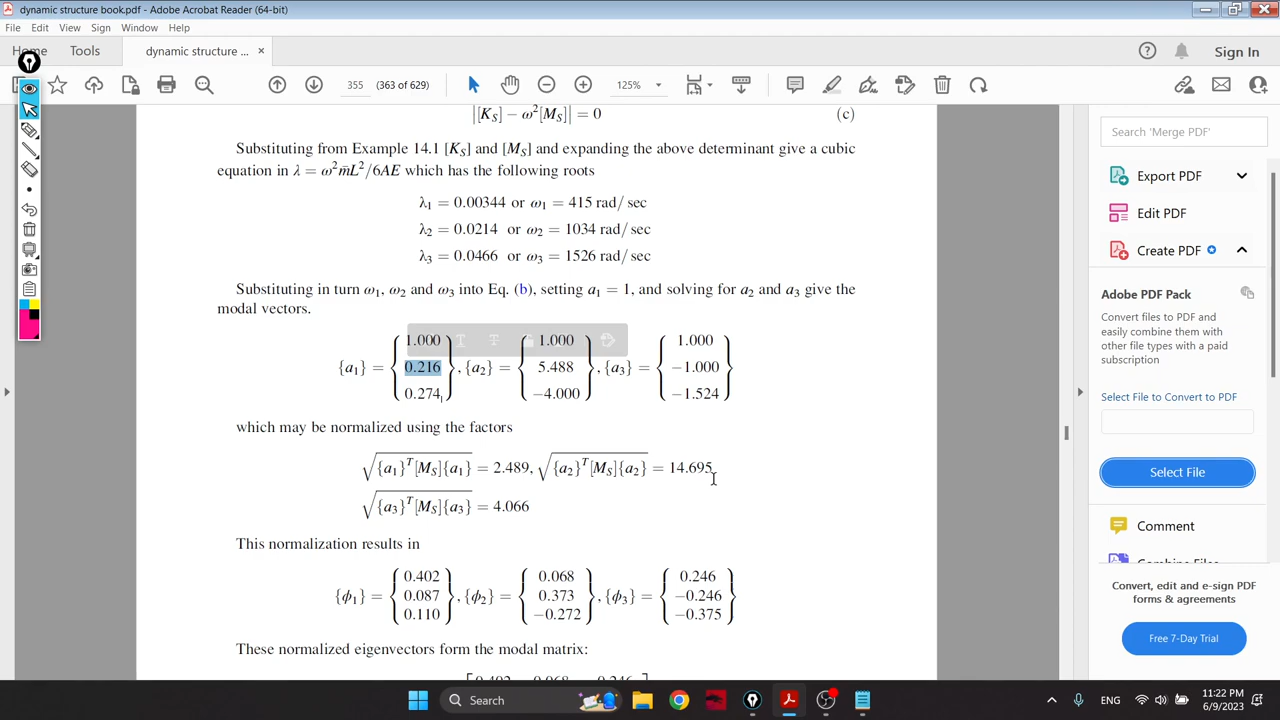 dynamic structure book.pdf - Adobe Acrobat Reader (64-bit)
File Edit View Sign Window Help
Home Tools dynamic structure ... × Sign In
355 (363 of 629) 125%
|[K_S] − ω²[M_S]| = 0 (c)
Substituting from Example 14.1 [K_S] and [M_S] and expanding the above determinant give a cubic
equation in λ = ω²m̄L²/6AE which has the following roots
λ₁ = 0.00344 or ω₁ = 415 rad/sec
λ₂ = 0.0214 or ω₂ = 1034 rad/sec
λ₃ = 0.0466 or ω₃ = 1526 rad/sec
Substituting in turn ω₁, ω₂ and ω₃ into Eq. (b), setting a₁ = 1, and solving for a₂ and a₃ give the
modal vectors.
1.000 1.000 1.000
{a₁} = { 0.216 }, {a₂} = { 5.488 }, {a₃} = { −1.000 }
0.274 −4.000 −1.524
which may be normalized using the factors
√{a₁}ᵀ[M_S]{a₁} = 2.489, √{a₂}ᵀ[M_S]{a₂} = 14.695,
√{a₃}ᵀ[M_S]{a₃} = 4.066
This normalization results in
0.402 0.068 0.246
{ϕ₁} = { 0.087 }, {ϕ₂} = { 0.373 }, {ϕ₃} = { −0.246 }
0.110 −0.272 −0.375
These normalized eigenvectors form the modal matrix:
Search 'Merge PDF'
Export PDF
Edit PDF
Create PDF
Adobe PDF Pack
Convert files to PDF and
easily combine them with
other file types with a paid
subscription
Select File to Convert to PDF
Select File
Comment
Combine Files
Convert, edit and e-sign PDF
forms & agreements
Free 7-Day Trial
Search
ENG
11:22 PM
6/9/2023